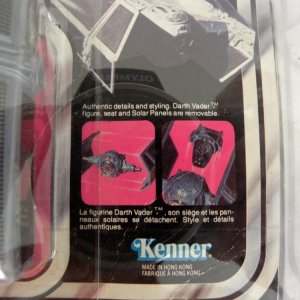 OLYMP
Authentic details and styling. Darth Vader™
figure, seat and Solar Panels are removable.
La figurine Darth Vader™, son siège et les pan-
neaux solaires se détachent. Style et détails
authentiques.
Kenner
MADE IN HONG KONG
FABRIQUÉ À HONG KONG